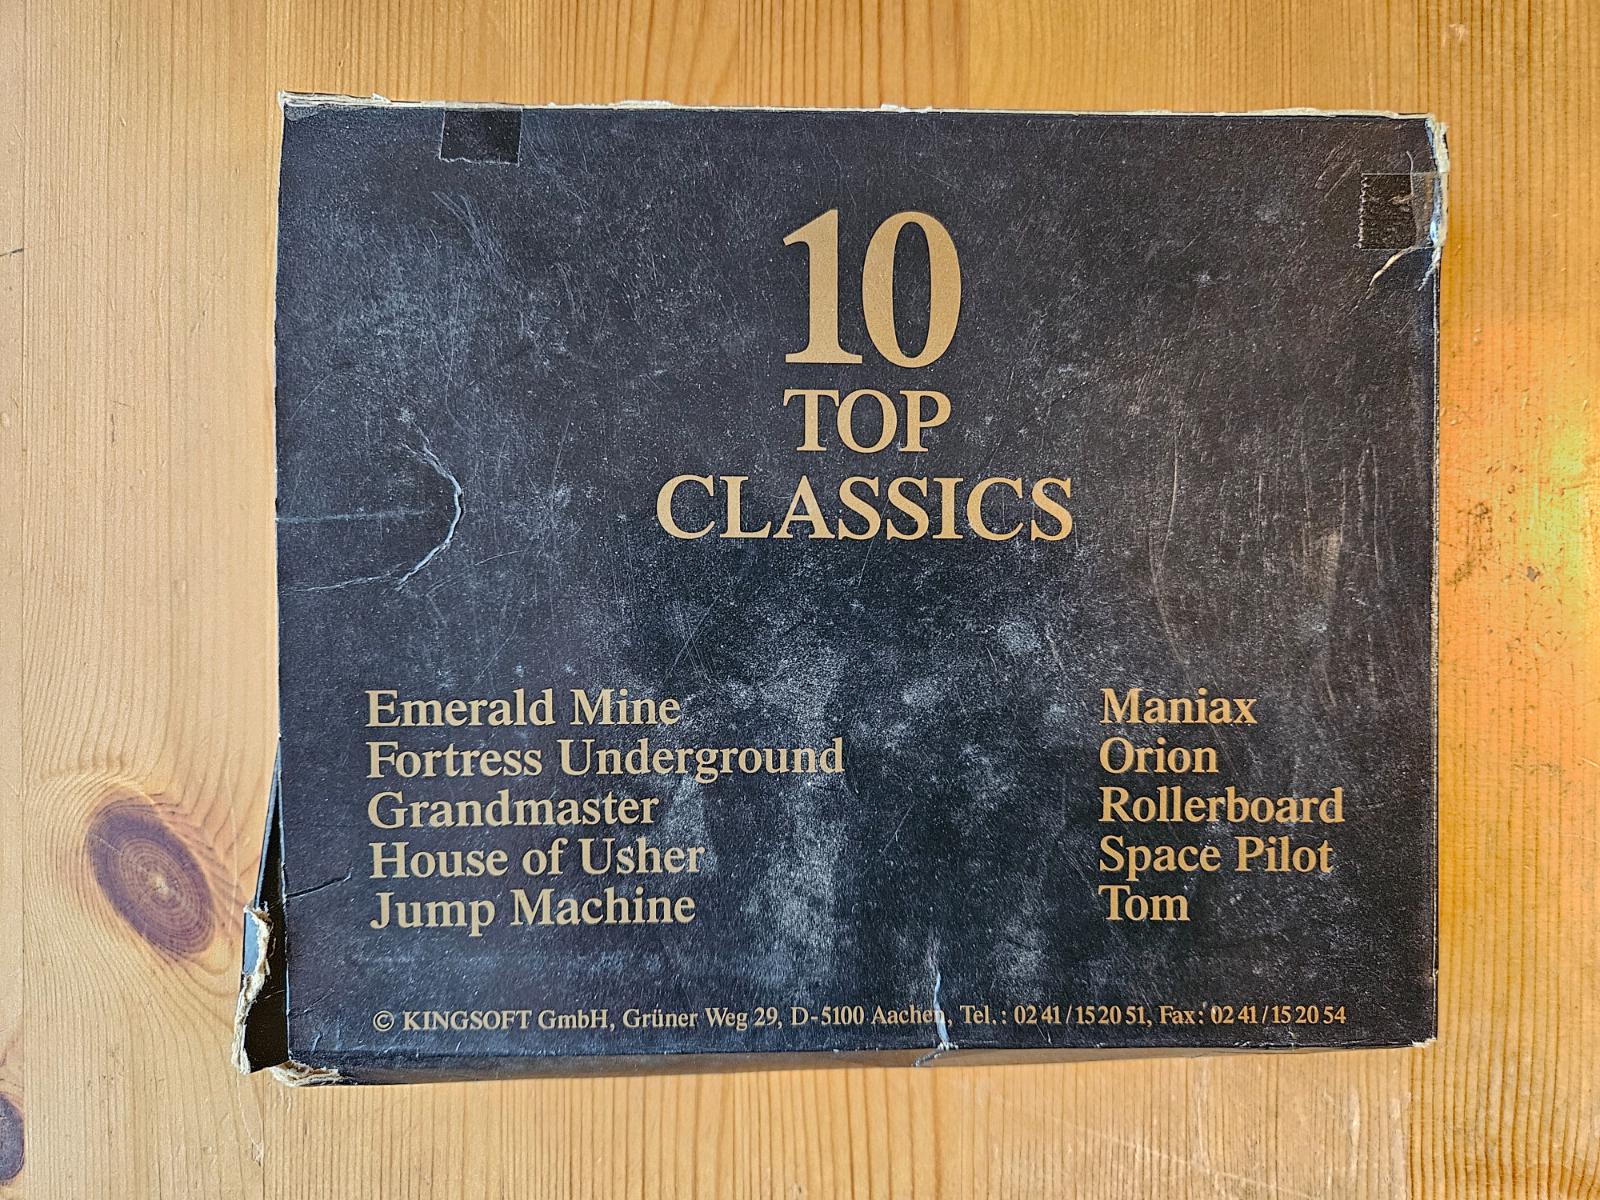 10
TOP
CLASSICS
Emerald Mine
Fortress Underground
Grandmaster
House of Usher
Jump Machine
Maniax
Orion
Rollerboard
Space Pilot
Tom
© KINGSOFT GmbH, Grüner Weg 29, D-5100 Aachen, Tel.: 02 41 / 15 20 51, Fax: 02 41 / 15 20 54